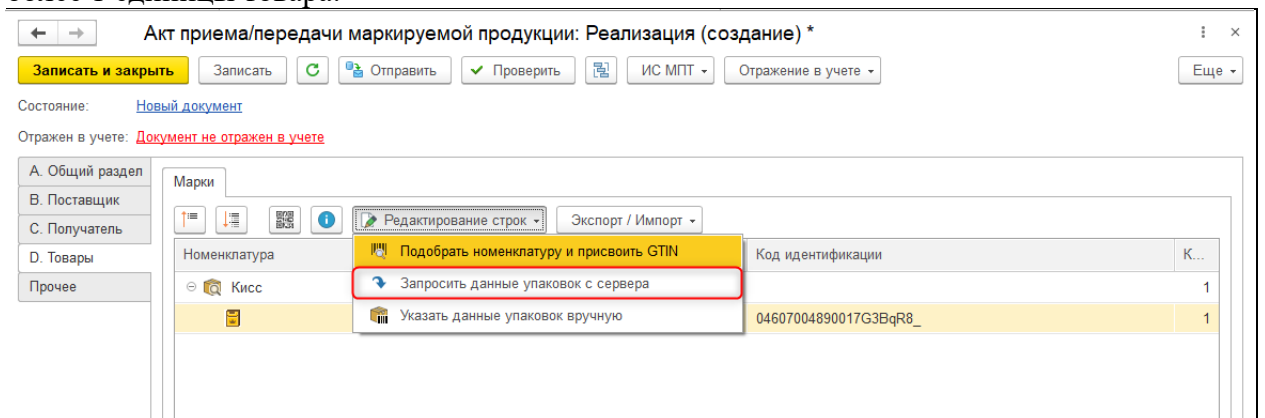 Акт приема/передачи маркируемой продукции: Реализация (создание) *
Записать и закрыть Записать Отправить Проверить ИС МПТ Отражение в учете Еще
Состояние: Новый документ
Отражен в учете: Документ не отражен в учете
А. Общий раздел
В. Поставщик
С. Получатель
D. Товары
Прочее
Марки
Редактирование строк Экспорт / Импорт
Подобрать номенклатуру и присвоить GTIN
Запросить данные упаковок с сервера
Указать данные упаковок вручную
Номенклатура Код идентификации К...
Кисс 1
04607004890017G3BqR8_ 1